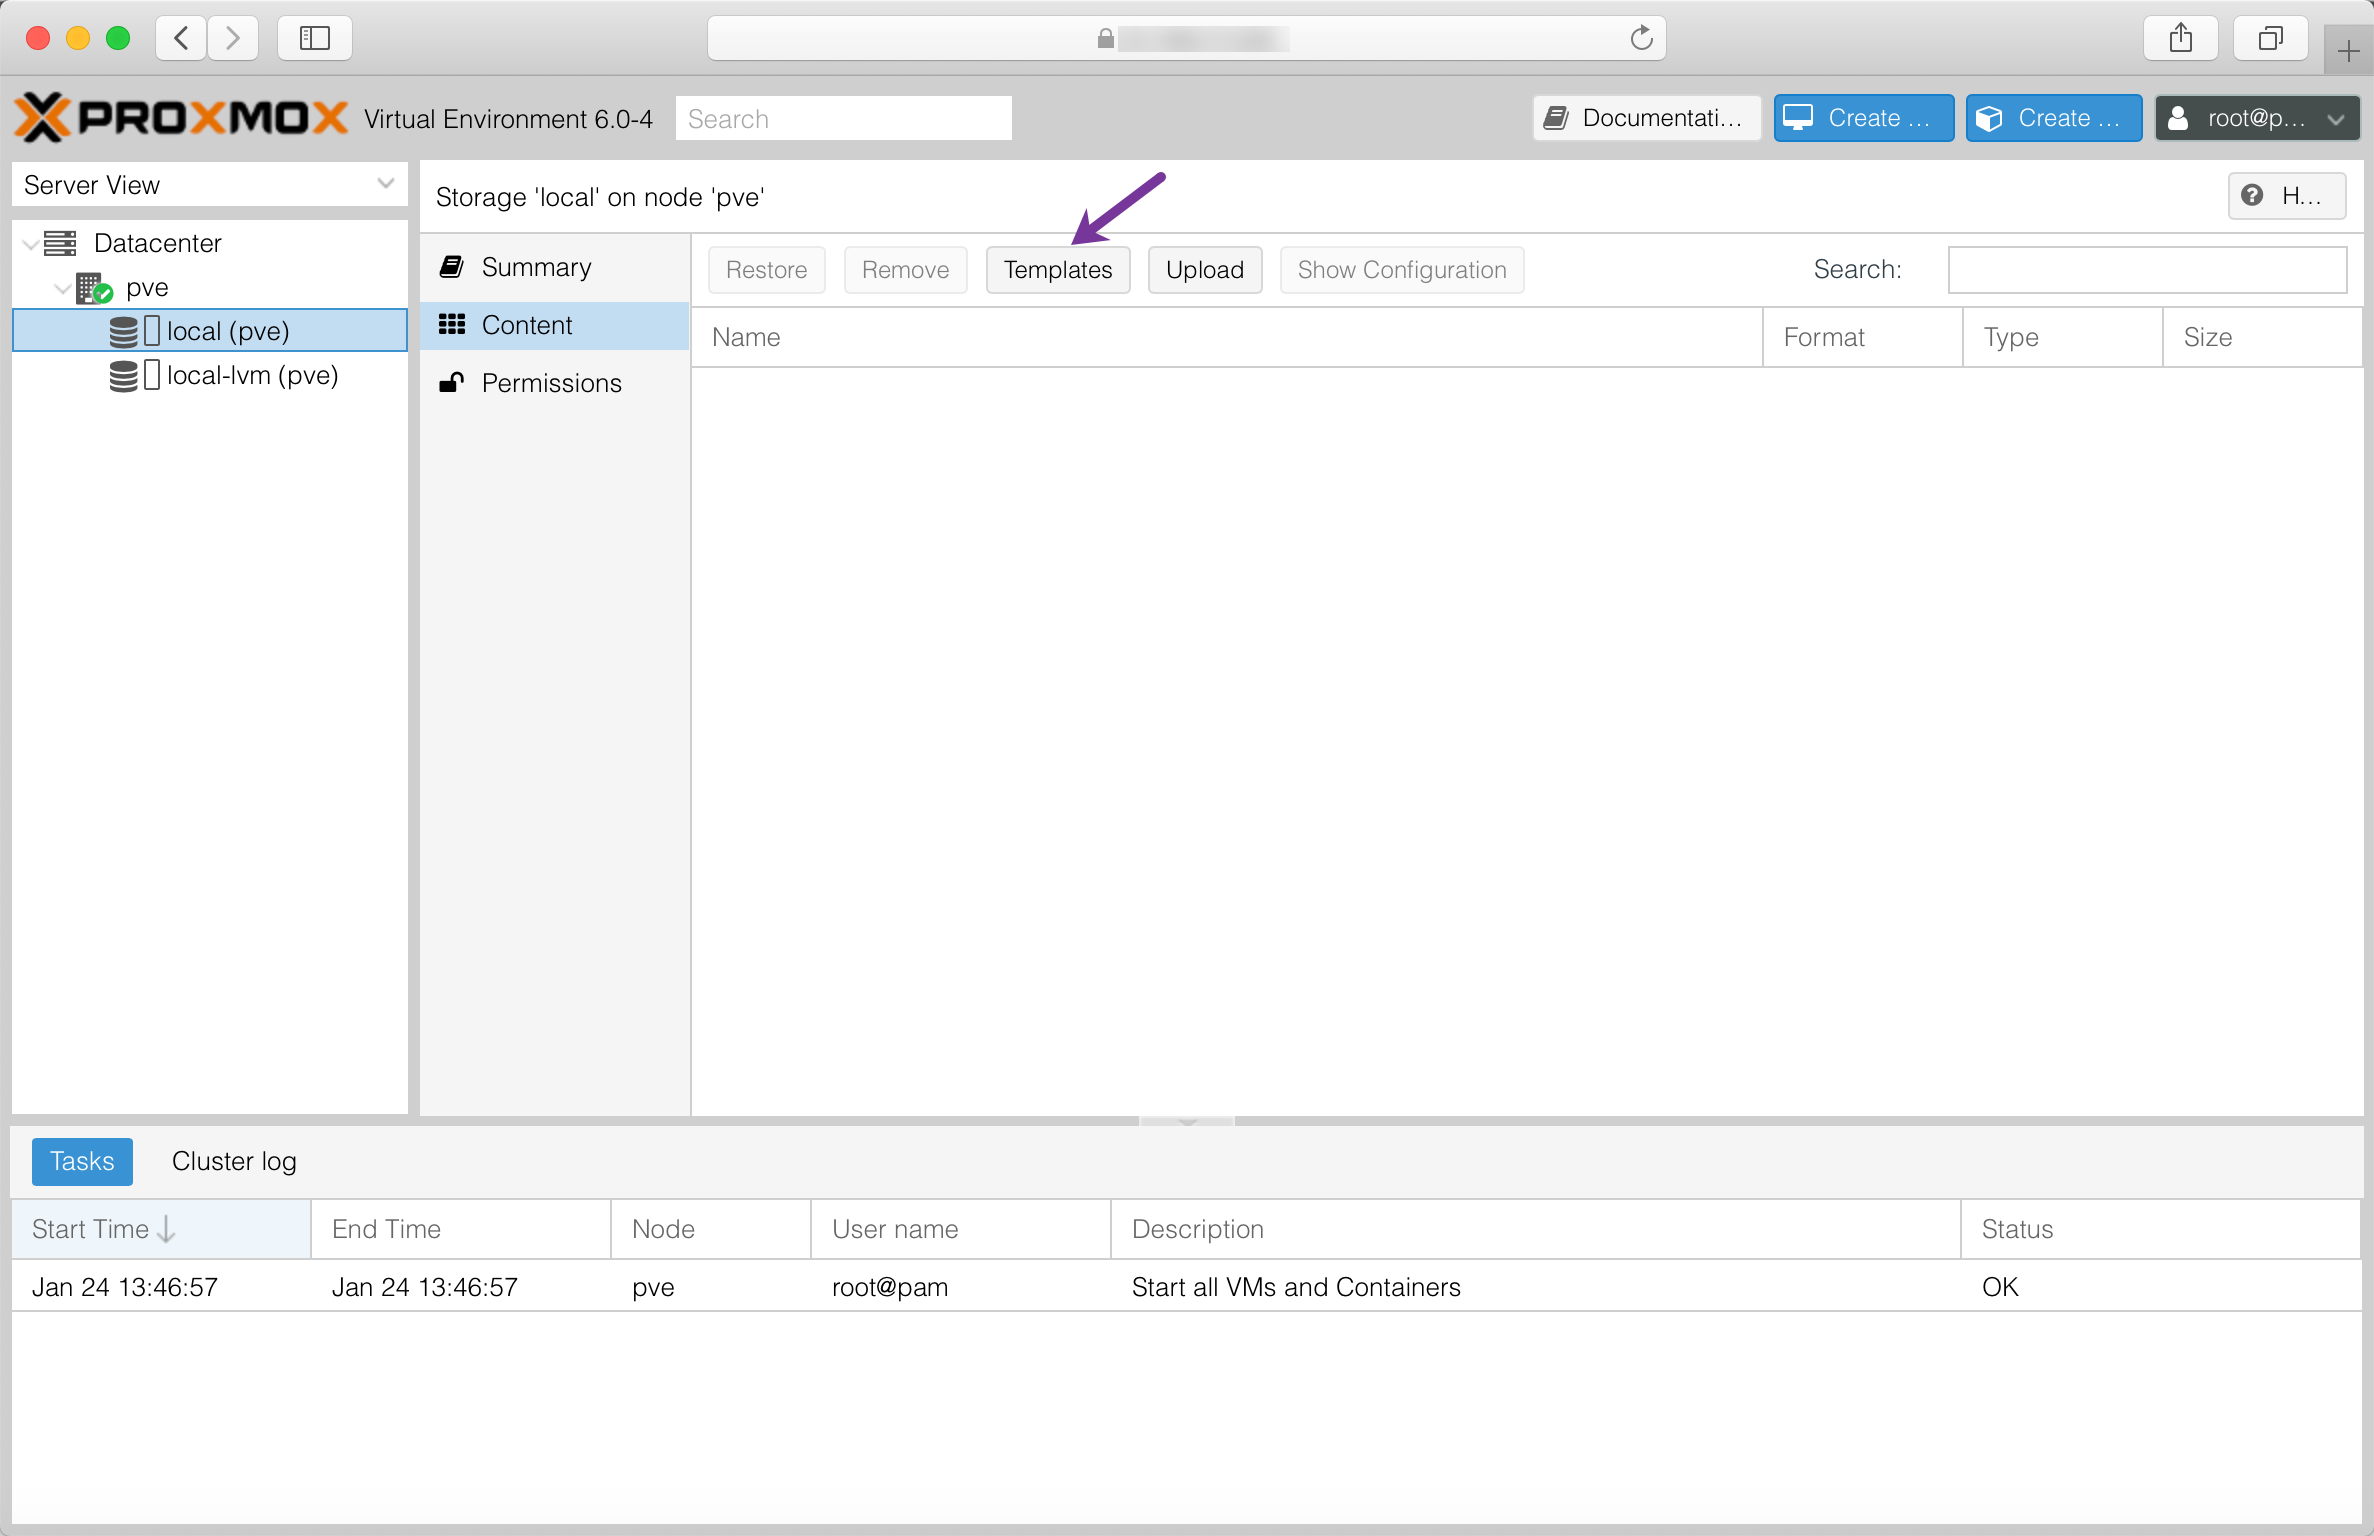 PROXMOX Virtual Environment 6.0-4 Search Documentati... Create ... Create ... root@p...
Server View
Datacenter
pve
local (pve)
local-lvm (pve)
Storage 'local' on node 'pve' H...
Summary
Content
Permissions
Restore Remove Templates Upload Show Configuration Search:
Name Format Type Size
Tasks Cluster log
Start Time End Time Node User name Description Status
Jan 24 13:46:57 Jan 24 13:46:57 pve root@pam Start all VMs and Containers OK